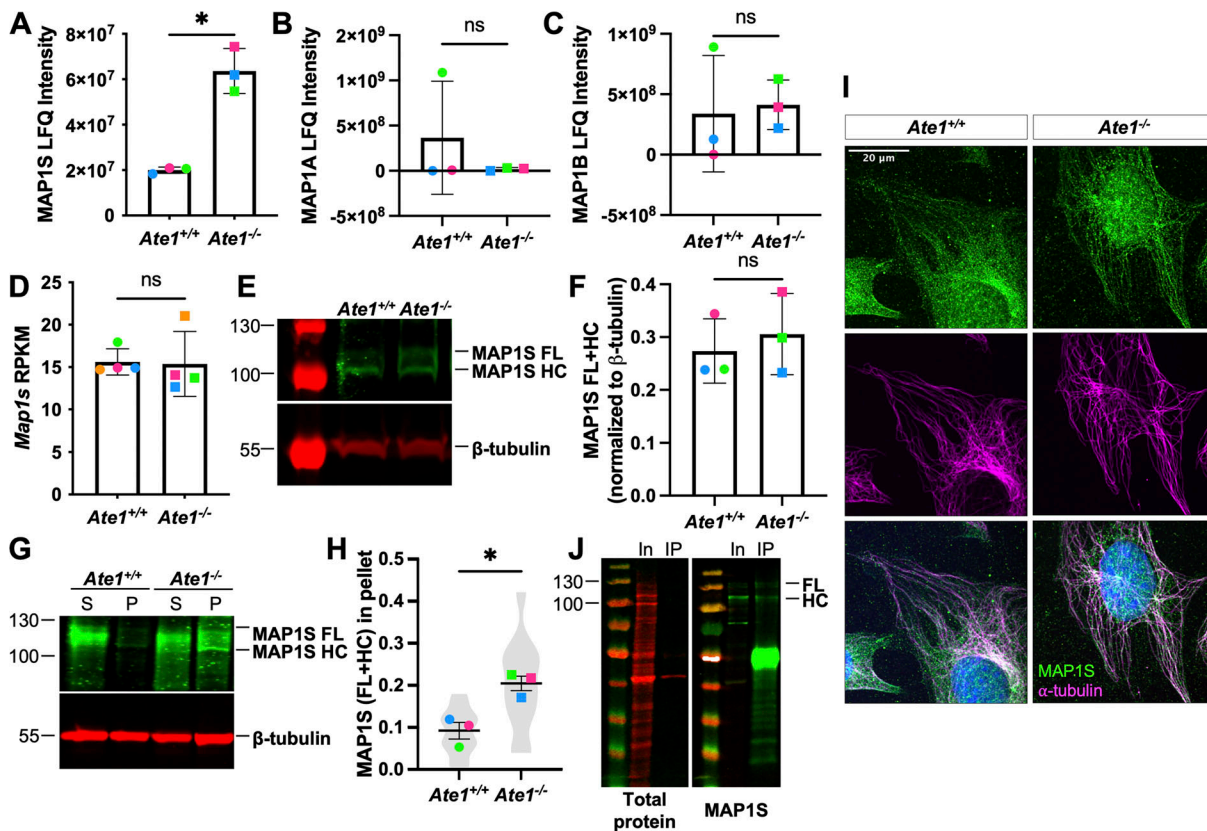 A
MAP1S LFQ Intensity
8×10⁷
6×10⁷
4×10⁷
2×10⁷
0
*
Ate1+/+ Ate1-/-
B
MAP1A LFQ Intensity
2×10⁹
1×10⁹
5×10⁸
0
-5×10⁸
ns
Ate1+/+ Ate1-/-
C
MAP1B LFQ Intensity
1×10⁹
5×10⁸
0
-5×10⁸
ns
Ate1+/+ Ate1-/-
D
Map1s RPKM
25
20
15
10
5
0
ns
Ate1+/+ Ate1-/-
E
Ate1+/+ Ate1-/-
130
100
55
MAP1S FL
MAP1S HC
β-tubulin
F
MAP1S FL+HC
(normalized to β-tubulin)
0.4
0.3
0.2
0.1
0.0
ns
Ate1+/+ Ate1-/-
G
Ate1+/+ Ate1-/-
S P S P
130
100
55
MAP1S FL
MAP1S HC
β-tubulin
H
MAP1S (FL+HC) in pellet
0.5
0.4
0.3
0.2
0.1
0.0
*
Ate1+/+ Ate1-/-
J
In IP In IP
130
100
FL
HC
Total
protein
MAP1S
I
Ate1+/+ Ate1-/-
20 µm
MAP1S
α-tubulin